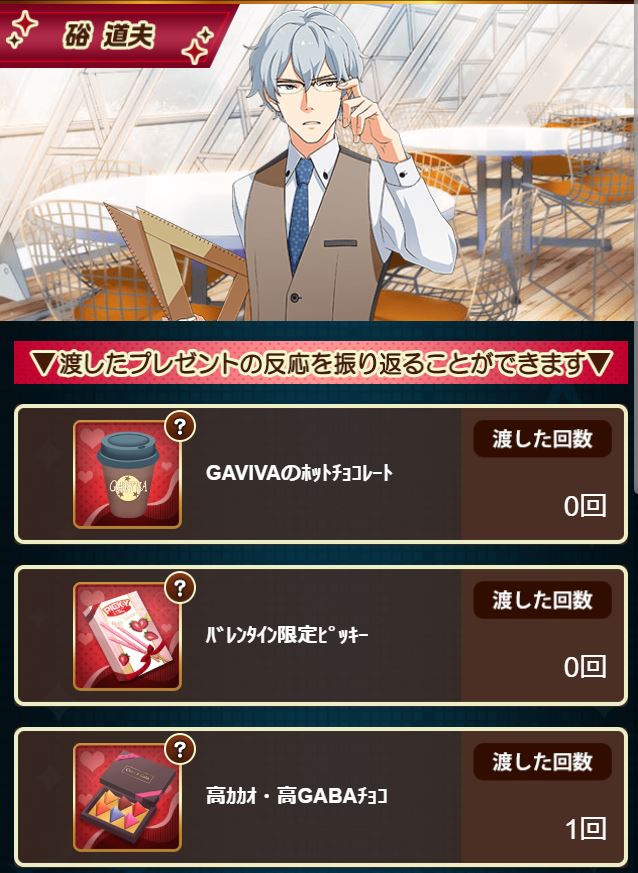 硲 道夫
▼渡したプレゼントの反応を振り返ることができます▼
?
GAVIVAのﾎｯﾄﾁｮｺﾚｰﾄ
渡した回数
0回
?
ﾊﾞﾚﾝﾀｲﾝ限定ﾋﾟｯｷｰ
渡した回数
0回
?
高ｶｶｵ・高GABAﾁｮｺ
渡した回数
1回